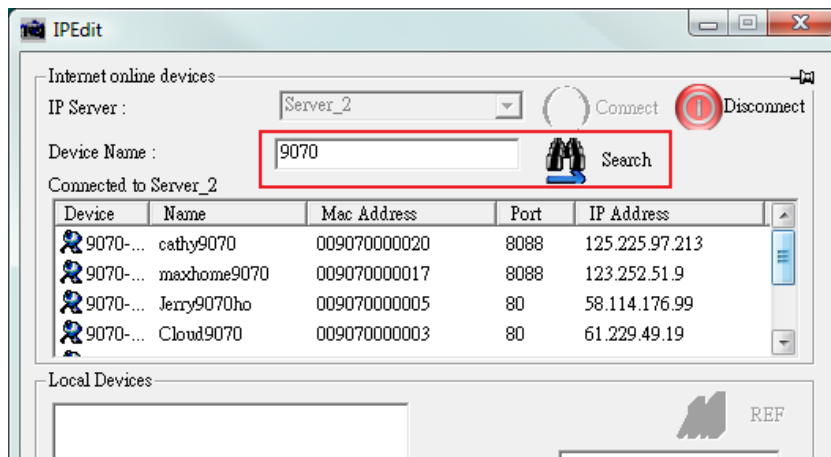 IPEdit
Internet online devices
IP Server : Server_2 Connect Disconnect
Device Name : 9070 Search
Connected to Server_2
Device Name Mac Address Port IP Address
9070-... cathy9070 009070000020 8088 125.225.97.213
9070-... maxhome9070 009070000017 8088 123.252.51.9
9070-... Jerry9070ho 009070000005 80 58.114.176.99
9070-... Cloud9070 009070000003 80 61.229.49.19
Local Devices
REF